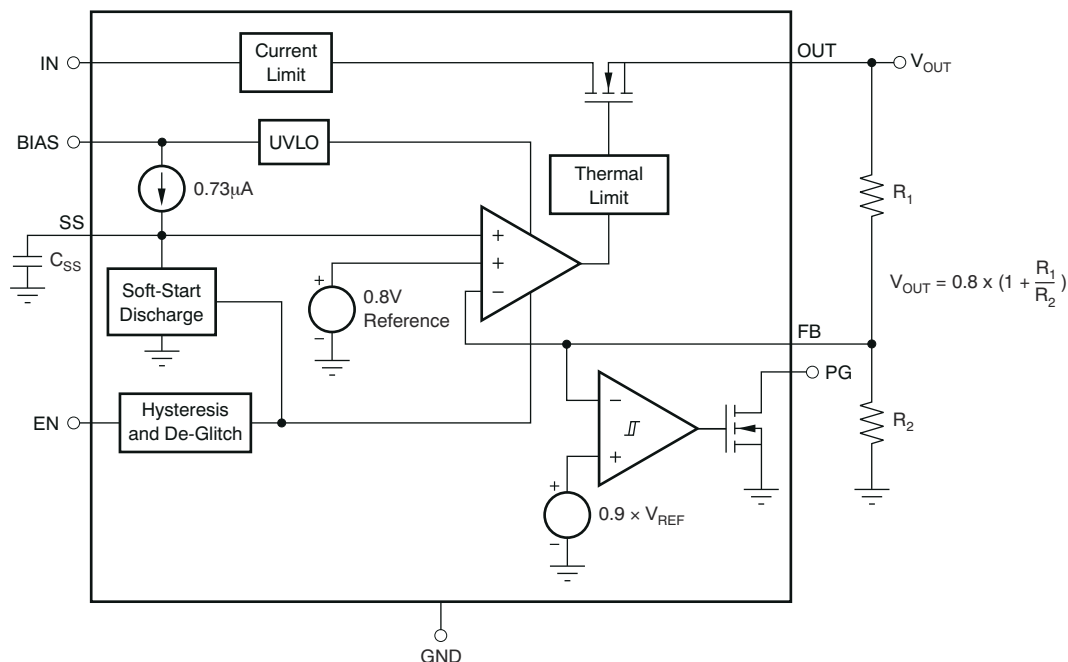 IN
Current
Limit
OUT
V_OUT
BIAS
UVLO
0.73µA
Thermal
Limit
R_1
SS
C_SS
+
+
−
Soft-Start
Discharge
+
−
0.8V
Reference
V_OUT = 0.8 x (1 + R_1/R_2)
FB
PG
EN
Hysteresis
and De-Glitch
−
+
R_2
+
−
0.9 × V_REF
GND